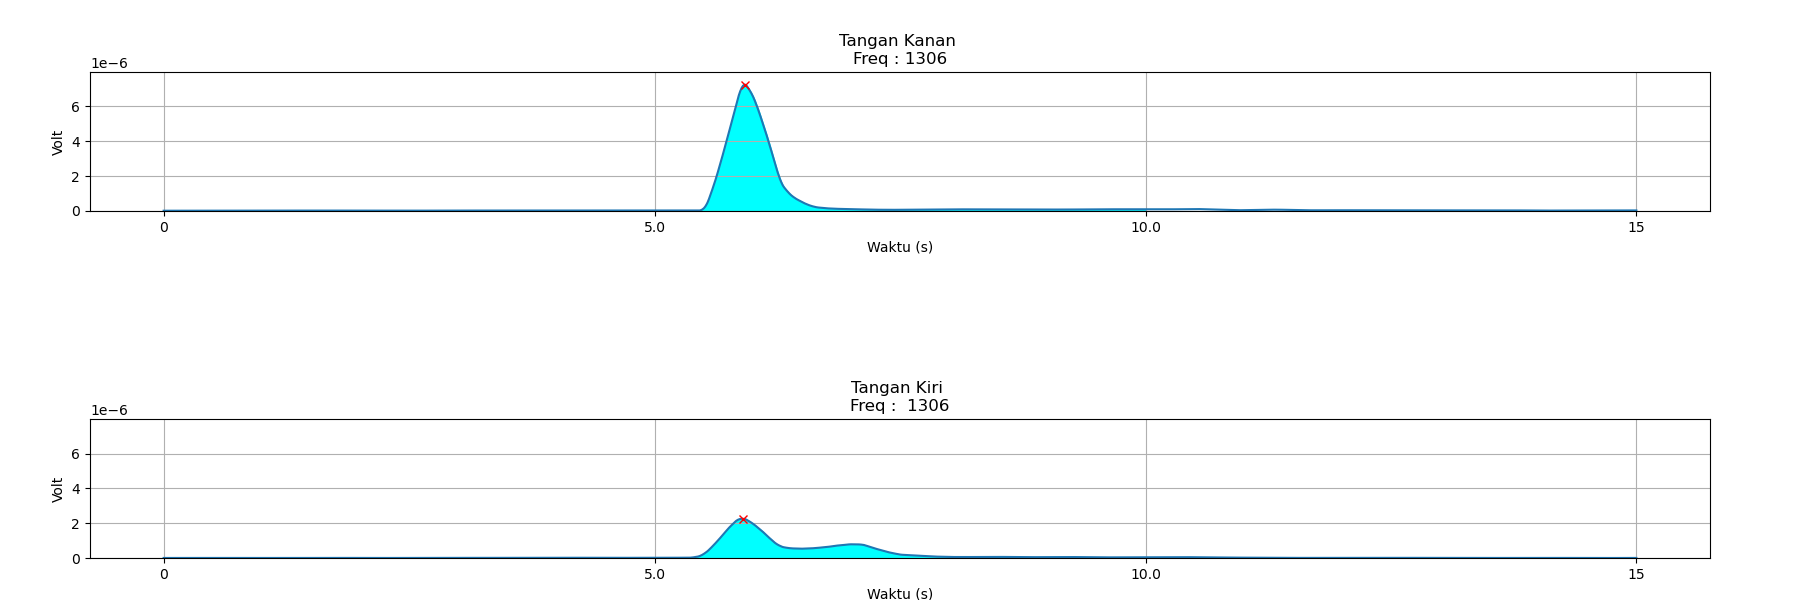 Tangan Kanan
Freq : 1306
1e−6
6
4
2
0
Volt
0 5.0 10.0 15
Waktu (s)
Tangan Kiri
Freq :  1306
1e−6
6
4
2
0
Volt
0 5.0 10.0 15
Waktu (s)